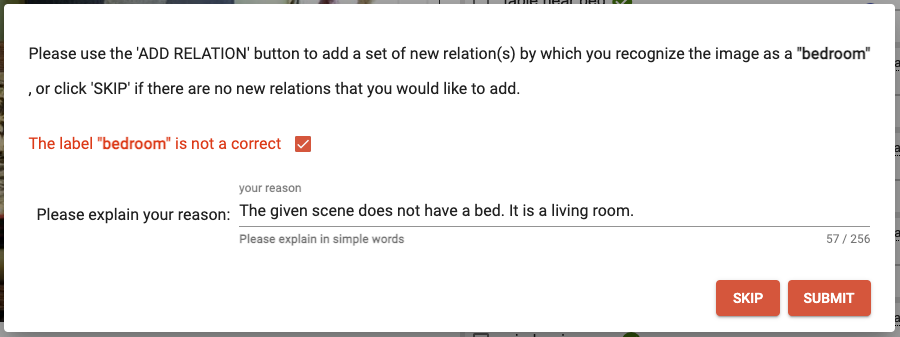 Table near bed
Please use the 'ADD RELATION' button to add a set of new relation(s) by which you recognize the image as a "bedroom"
, or click 'SKIP' if there are no new relations that you would like to add.
The label "bedroom" is not a correct
your reason
Please explain your reason: The given scene does not have a bed. It is a living room.
Please explain in simple words 57 / 256
SKIP SUBMIT